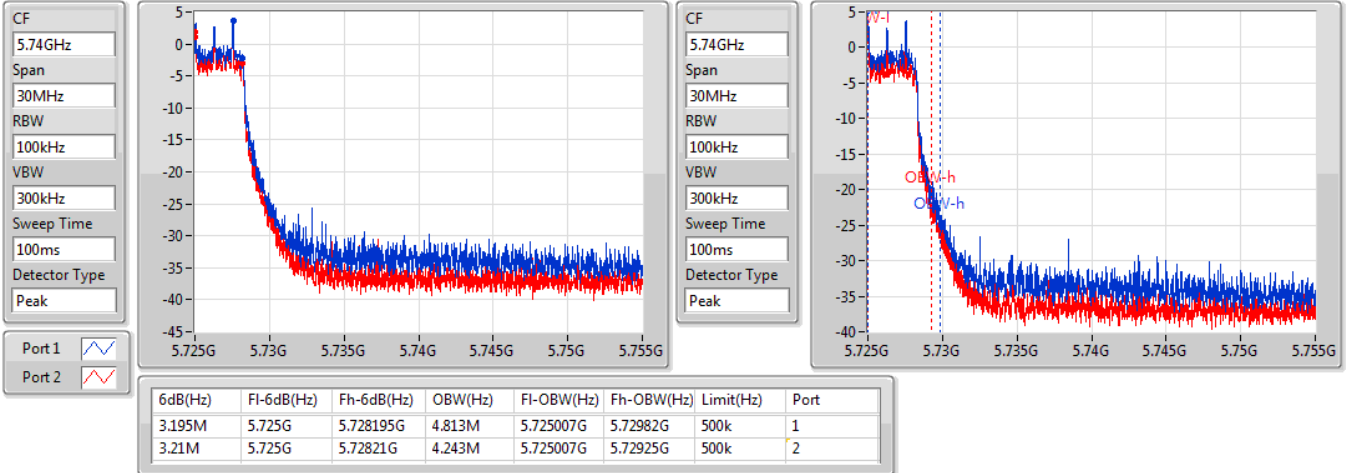 CF
5.74GHz
Span
30MHz
RBW
100kHz
VBW
300kHz
Sweep Time
100ms
Detector Type
Peak
Port 1
Port 2
5
0
-5
-10
-15
-20
-25
-30
-35
-40
-45
5.725G 5.73G 5.735G 5.74G 5.745G 5.75G 5.755G
CF
5.74GHz
Span
30MHz
RBW
100kHz
VBW
300kHz
Sweep Time
100ms
Detector Type
Peak
5
0
-5
-10
-15
-20
-25
-30
-35
-40
W-l
OBW-h
OBW-h
5.725G 5.73G 5.735G 5.74G 5.745G 5.75G 5.755G
6dB(Hz) Fl-6dB(Hz) Fh-6dB(Hz) OBW(Hz) Fl-OBW(Hz) Fh-OBW(Hz) Limit(Hz) Port
3.195M 5.725G 5.728195G 4.813M 5.725007G 5.72982G 500k 1
3.21M 5.725G 5.72821G 4.243M 5.725007G 5.72925G 500k 2